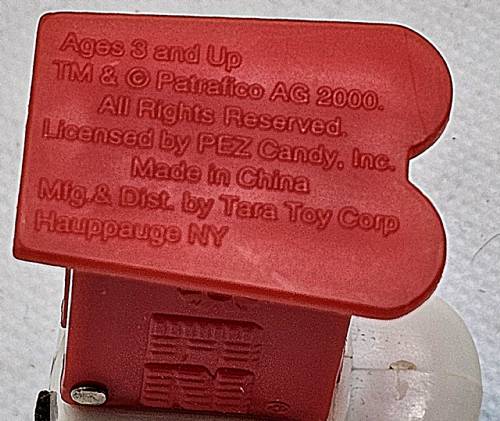 Ages 3 and Up
TM & © Patrafico AG 2000.
All Rights Reserved.
Licensed by PEZ Candy, Inc.
Made in China
Mfg.& Dist. by Tara Toy Corp
Hauppauge NY